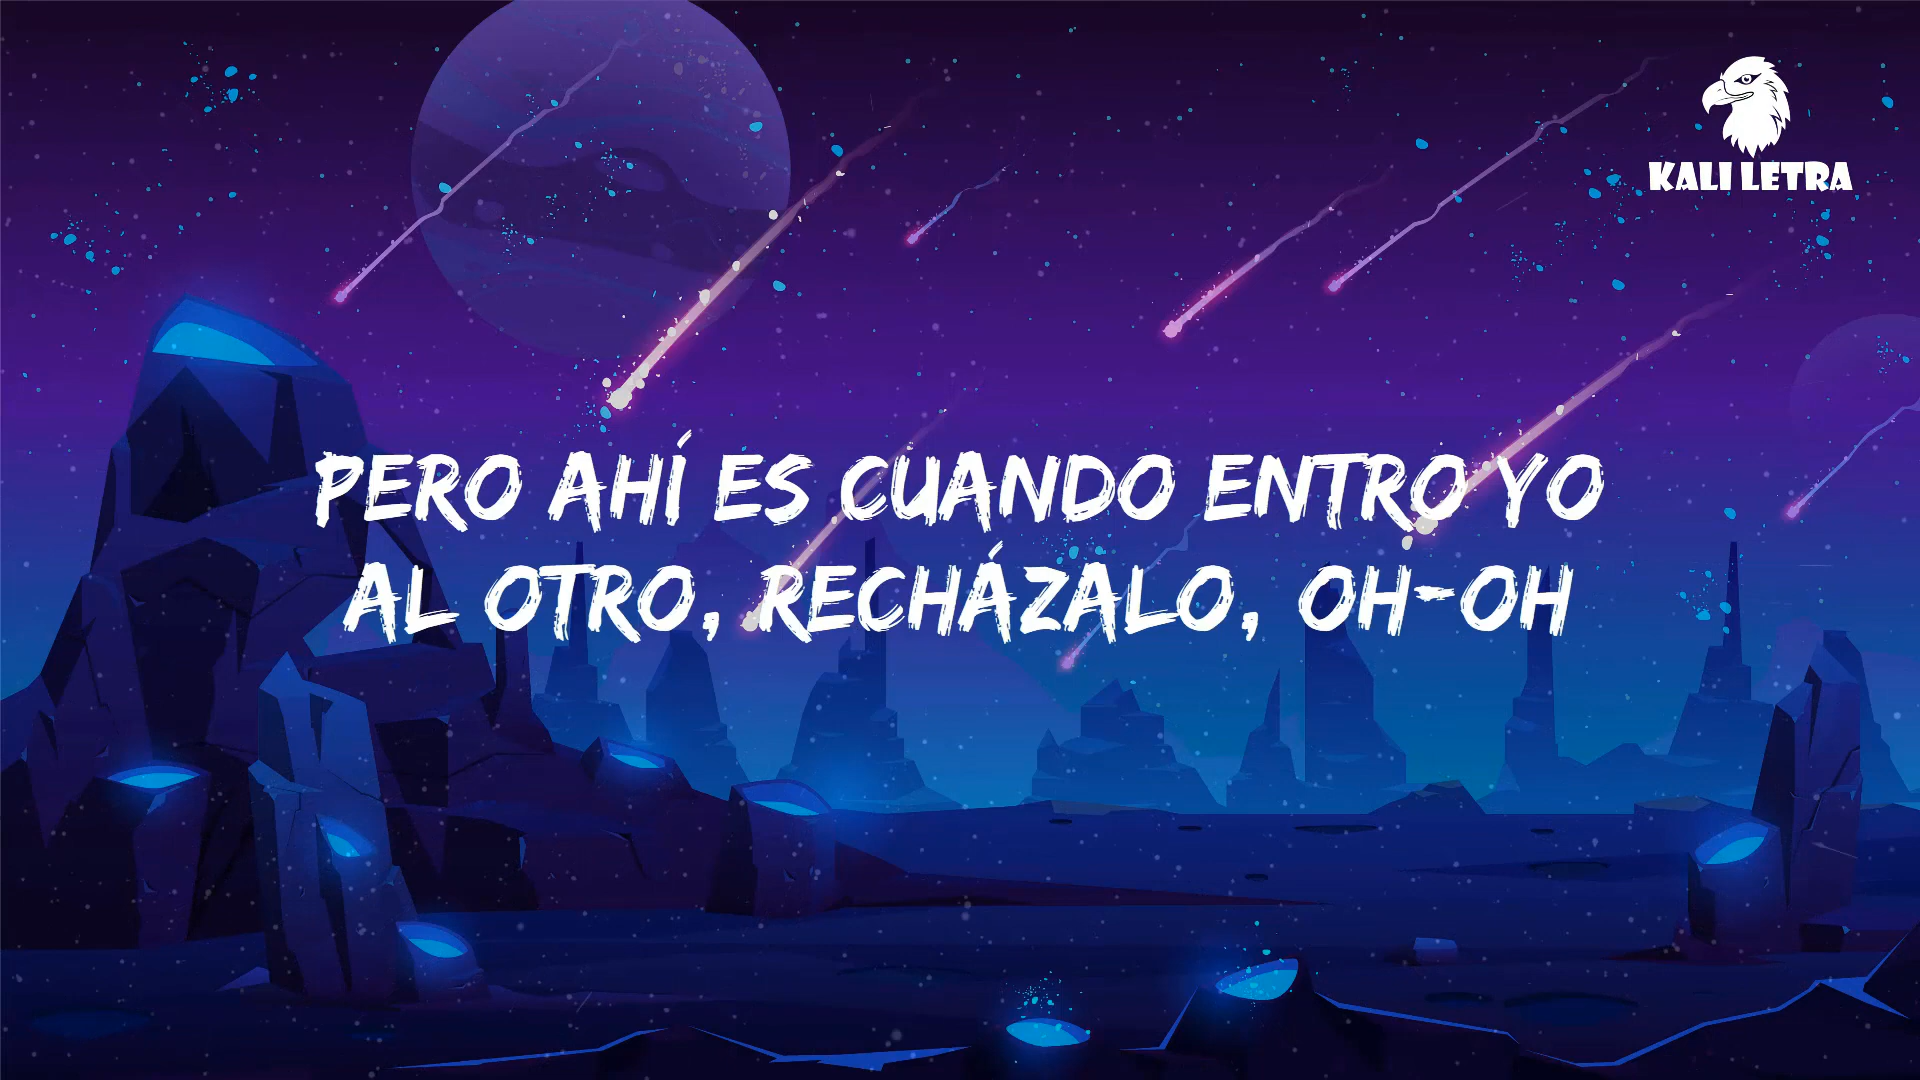 KALI LETRA
PERO AHÍ ES CUANDO ENTRO YO
AL OTRO, RECHÁZALO, OH-OH